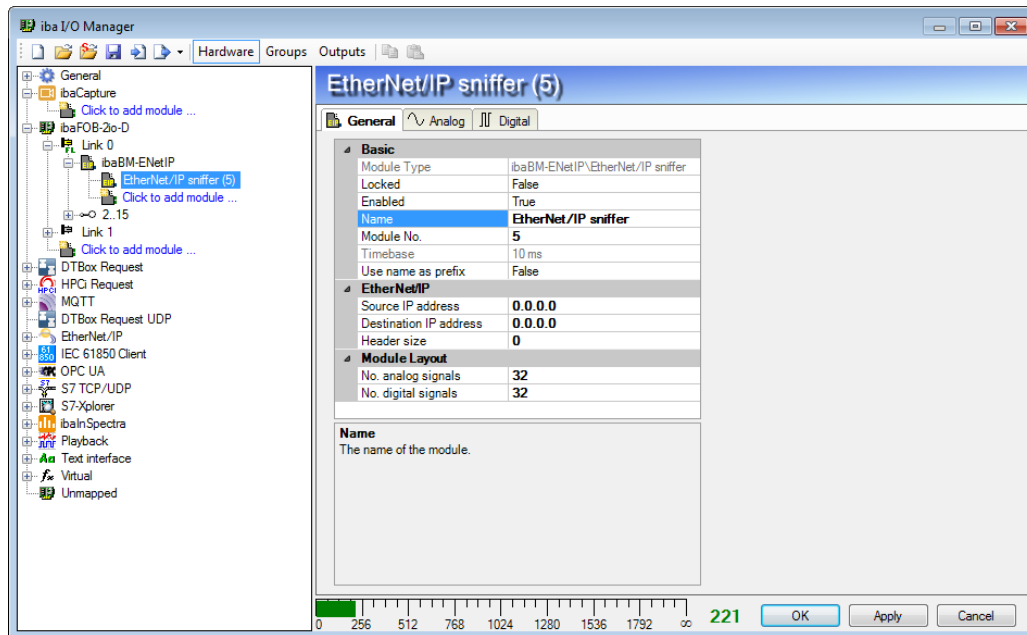 iba I/O Manager
Hardware Groups Outputs
General
ibaCapture
Click to add module ...
ibaFOB-2io-D
Link 0
ibaBM-ENetIP
EtherNet/IP sniffer (5)
Click to add module ...
2..15
Link 1
Click to add module ...
DTBox Request
HPCi Request
MQTT
DTBox Request UDP
EtherNet/IP
IEC 61850 Client
OPC UA
S7 TCP/UDP
S7-Xplorer
ibaInSpectra
Playback
Text interface
Virtual
Unmapped
EtherNet/IP sniffer (5)
General Analog Digital
Basic
Module Type ibaBM-ENetIP\EtherNet/IP sniffer
Locked False
Enabled True
Name EtherNet/IP sniffer
Module No. 5
Timebase 10 ms
Use name as prefix False
EtherNet/IP
Source IP address 0.0.0.0
Destination IP address 0.0.0.0
Header size 0
Module Layout
No. analog signals 32
No. digital signals 32
Name
The name of the module.
0 256 512 768 1024 1280 1536 1792 ∞
221 OK Apply Cancel